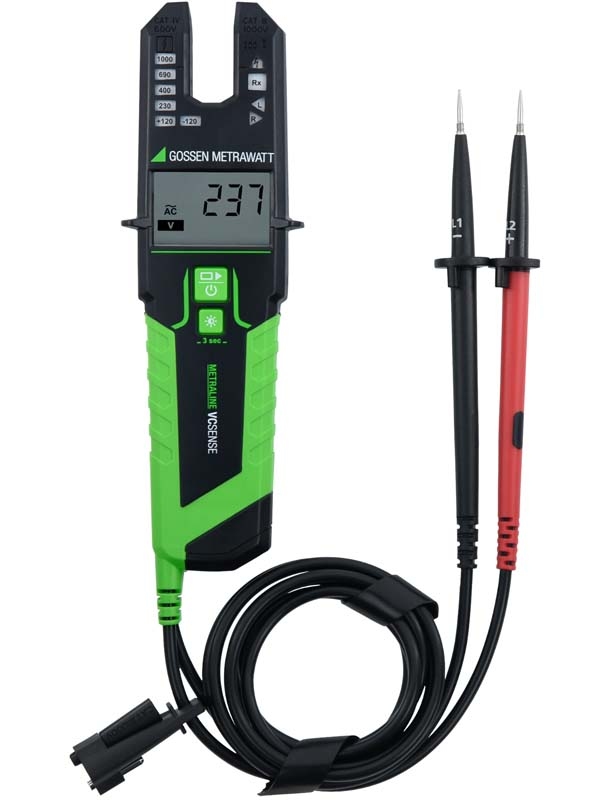 CAT IV
600V
CAT III
1000V
1000
690
400
230
+120 -120
Rx
L
R
GOSSEN METRAWATT
AC
237
V
3 sec
METRALINE VCSENSE
L1
-
L2
+